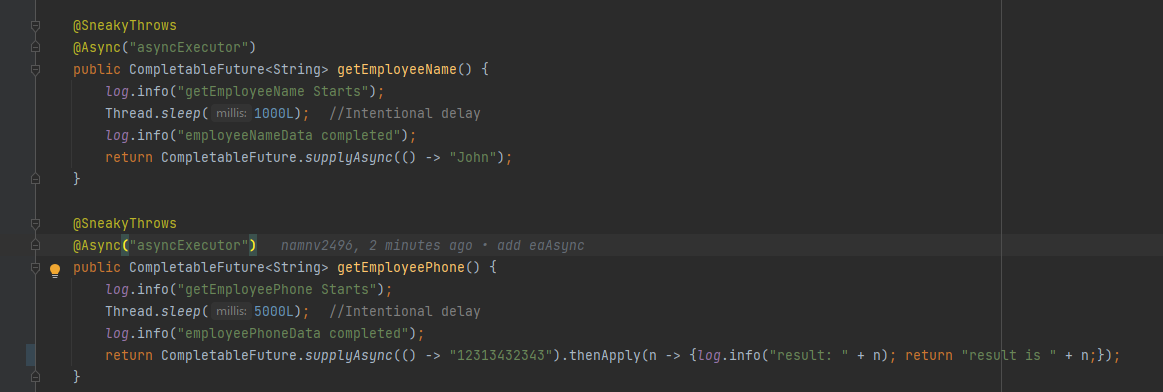 @SneakyThrows
@Async("asyncExecutor")
public CompletableFuture<String> getEmployeeName() {
    log.info("getEmployeeName Starts");
    Thread.sleep( millis: 1000L);  //Intentional delay
    log.info("employeeNameData completed");
    return CompletableFuture.supplyAsync(() -> "John");
}
@SneakyThrows
@Async("asyncExecutor")   namnv2496, 2 minutes ago • add eaAsync
public CompletableFuture<String> getEmployeePhone() {
    log.info("getEmployeePhone Starts");
    Thread.sleep( millis: 5000L);  //Intentional delay
    log.info("employeePhoneData completed");
    return CompletableFuture.supplyAsync(() -> "12313432343").thenApply(n -> {log.info("result: " + n); return "result is " + n;});
}